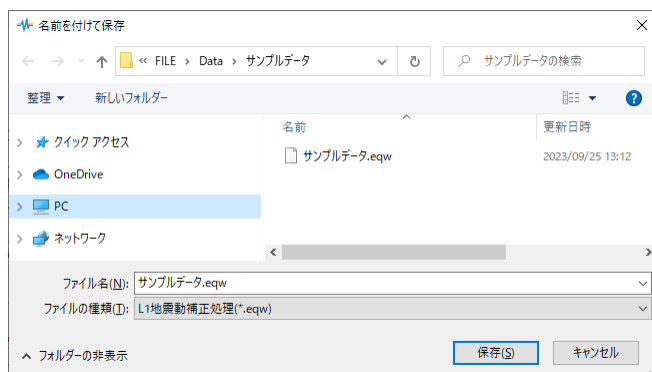 名前を付けて保存
« FILE › Data › サンプルデータ
サンプルデータの検索
整理 新しいフォルダー
名前 更新日時
クイック アクセス
サンプルデータ.eqw 2023/09/25 13:12
OneDrive
PC
ネットワーク
ファイル名(N): サンプルデータ.eqw
ファイルの種類(T): L1地震動補正処理(*.eqw)
フォルダーの非表示 保存(S) キャンセル